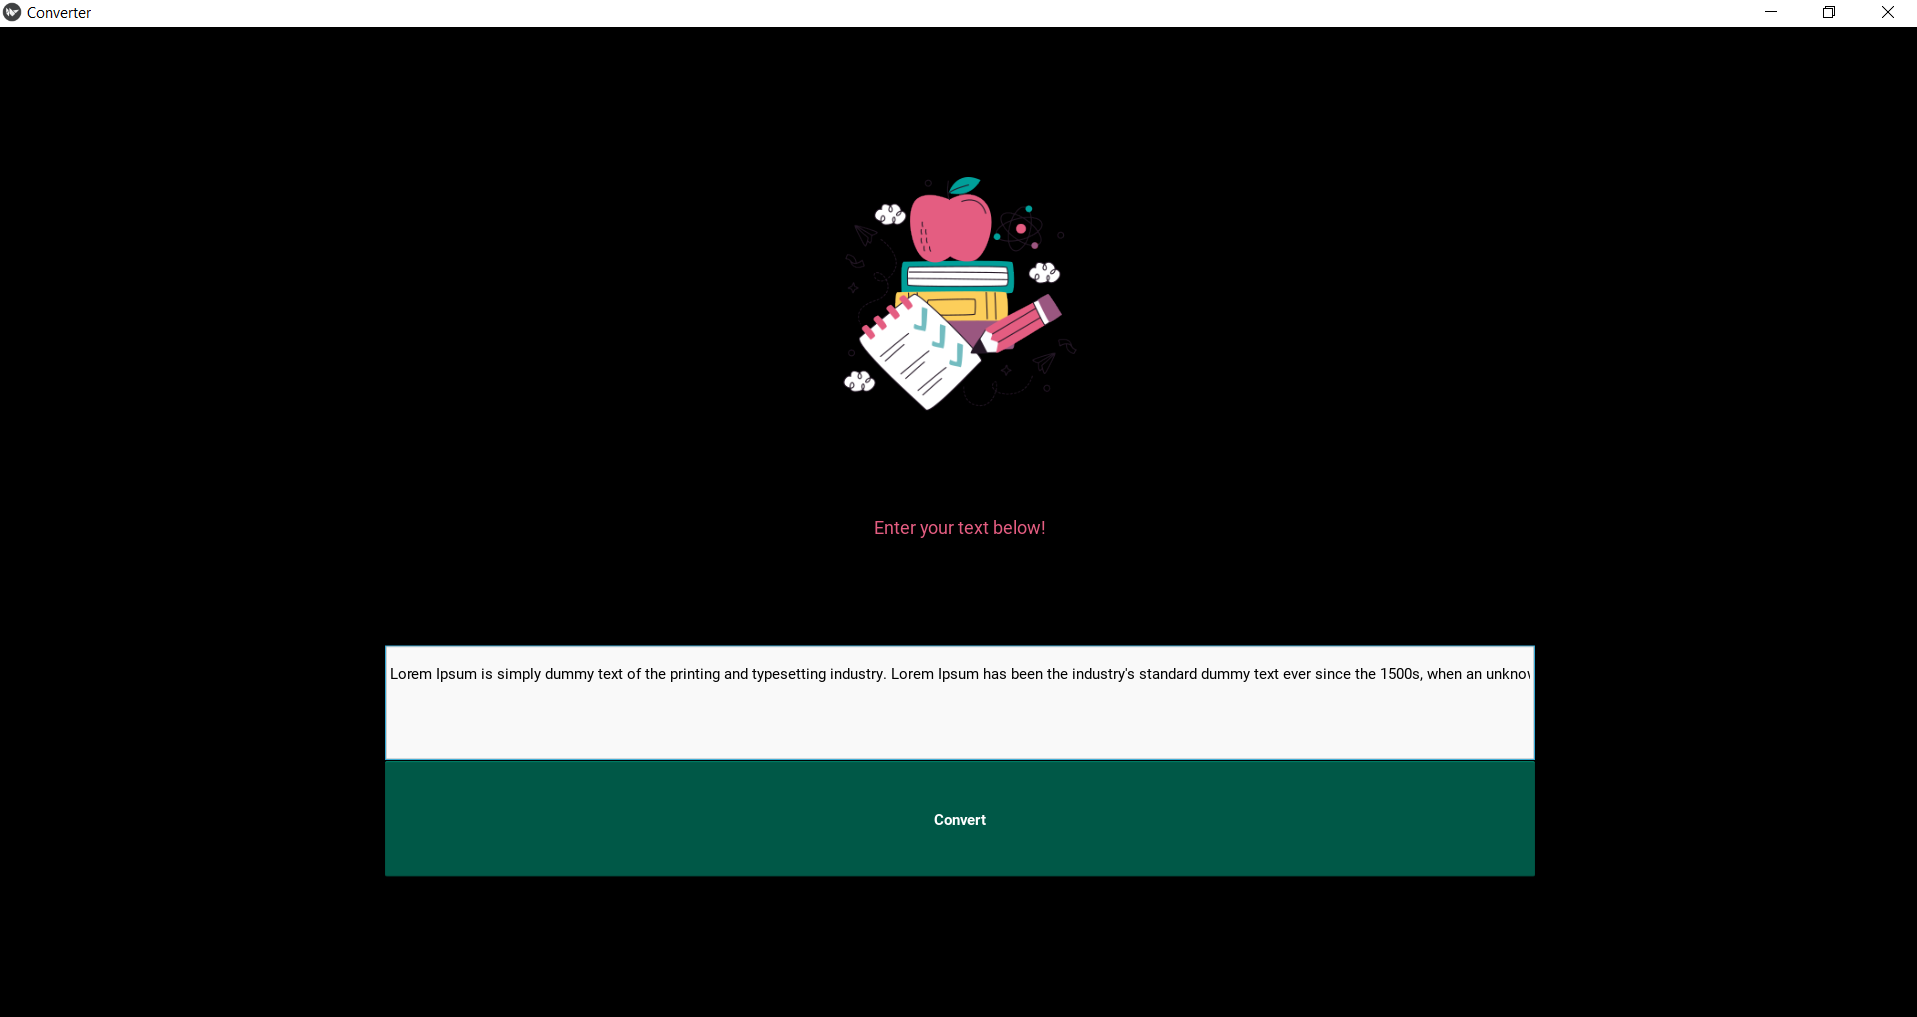 Converter
Enter your text below!
Lorem Ipsum is simply dummy text of the printing and typesetting industry. Lorem Ipsum has been the industry's standard dummy text ever since the 1500s, when an
Convert